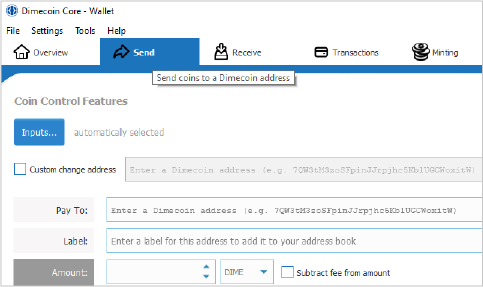 Dimecoin Core - Wallet
File Settings Tools Help
Overview Send Receive Transactions Minting
Send coins to a Dimecoin address
Coin Control Features
Inputs... automatically selected
Custom change address Enter a Dimecoin address (e.g. 7QW3tM3zoSFpinJJrpjhc6Kb1UGCWoxitW)
Pay To: Enter a Dimecoin address (e.g. 7QW3tM3zoSFpinJJrpjhc6Kb1UGCWoxitW)
Label: Enter a label for this address to add it to your address book
Amount: DIME Subtract fee from amount